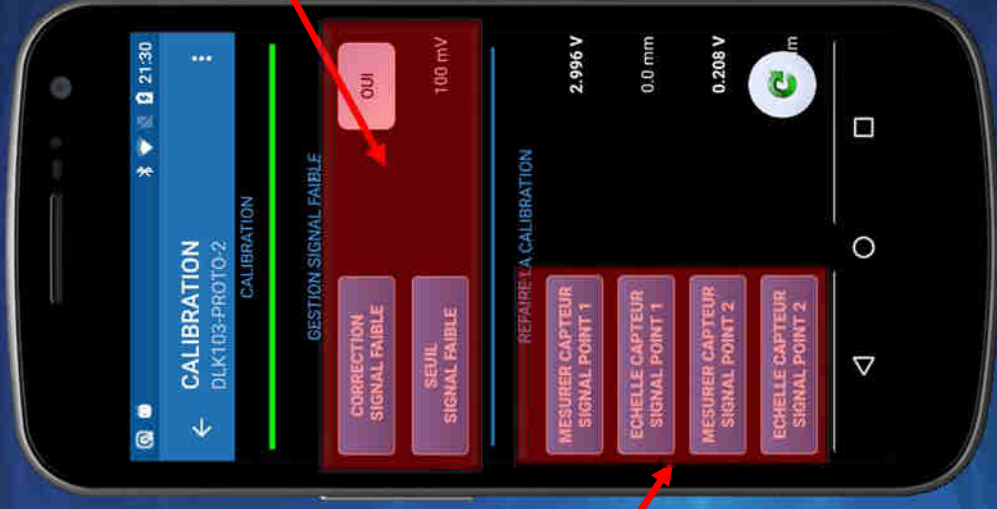 21:30
CALIBRATION
DLK103-PROTO-2
CALIBRATION
GESTION SIGNAL FAIBLE
CORRECTION
SIGNAL FAIBLE
OUI
SEUIL
SIGNAL FAIBLE
100 mV
REFAIRE LA CALIBRATION
MESURER CAPTEUR
SIGNAL POINT 1
2.996 V
ECHELLE CAPTEUR
SIGNAL POINT 1
0.0 mm
MESURER CAPTEUR
SIGNAL POINT 2
0.208 V
ECHELLE CAPTEUR
SIGNAL POINT 2